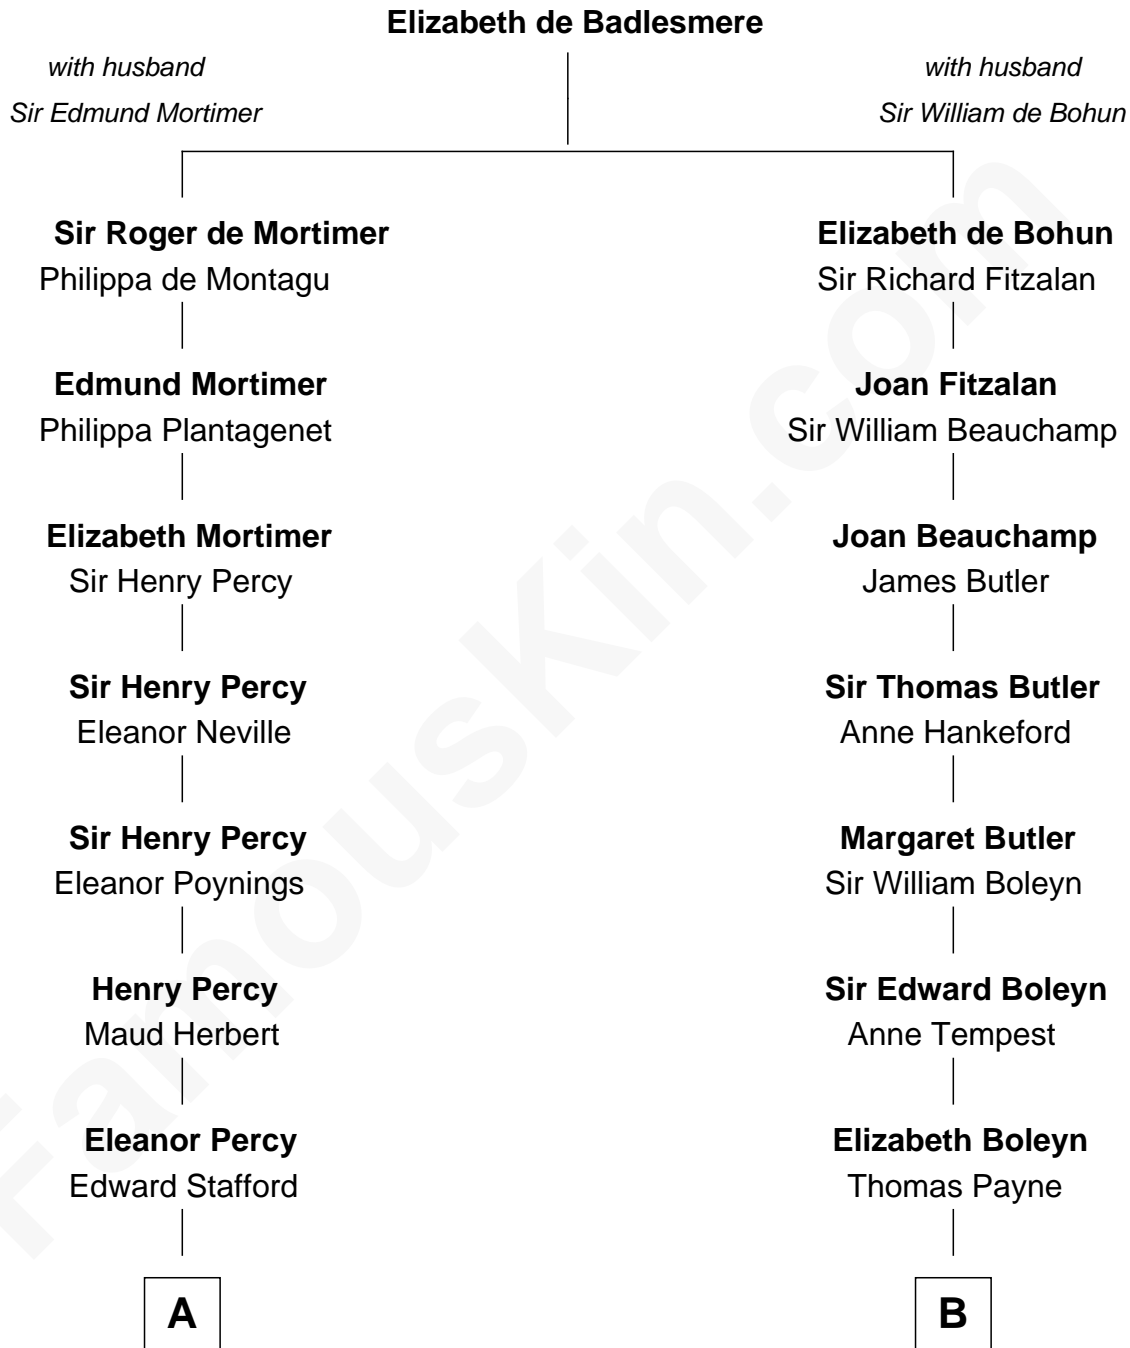 Elizabeth de Badlesmere
with husband
Sir Edmund Mortimer
with husband
Sir William de Bohun
Sir Roger de Mortimer
Philippa de Montagu
Elizabeth de Bohun
Sir Richard Fitzalan
Edmund Mortimer
Philippa Plantagenet
Joan Fitzalan
Sir William Beauchamp
Elizabeth Mortimer
Sir Henry Percy
Joan Beauchamp
James Butler
Sir Henry Percy
Eleanor Neville
Sir Thomas Butler
Anne Hankeford
Sir Henry Percy
Eleanor Poynings
Margaret Butler
Sir William Boleyn
Henry Percy
Maud Herbert
Sir Edward Boleyn
Anne Tempest
Eleanor Percy
Edward Stafford
Elizabeth Boleyn
Thomas Payne
A
B
FamousKin.com